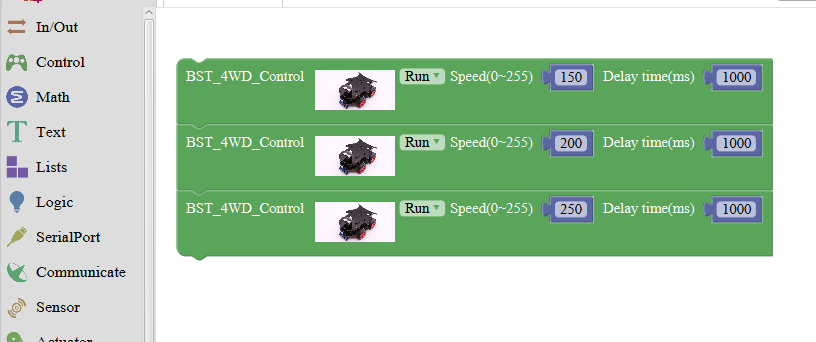 In/Out
Control
Math
Text
Lists
Logic
SerialPort
Communicate
Sensor
Actuator
BST_4WD_Control Run Speed(0~255) 150 Delay time(ms) 1000
BST_4WD_Control Run Speed(0~255) 200 Delay time(ms) 1000
BST_4WD_Control Run Speed(0~255) 250 Delay time(ms) 1000